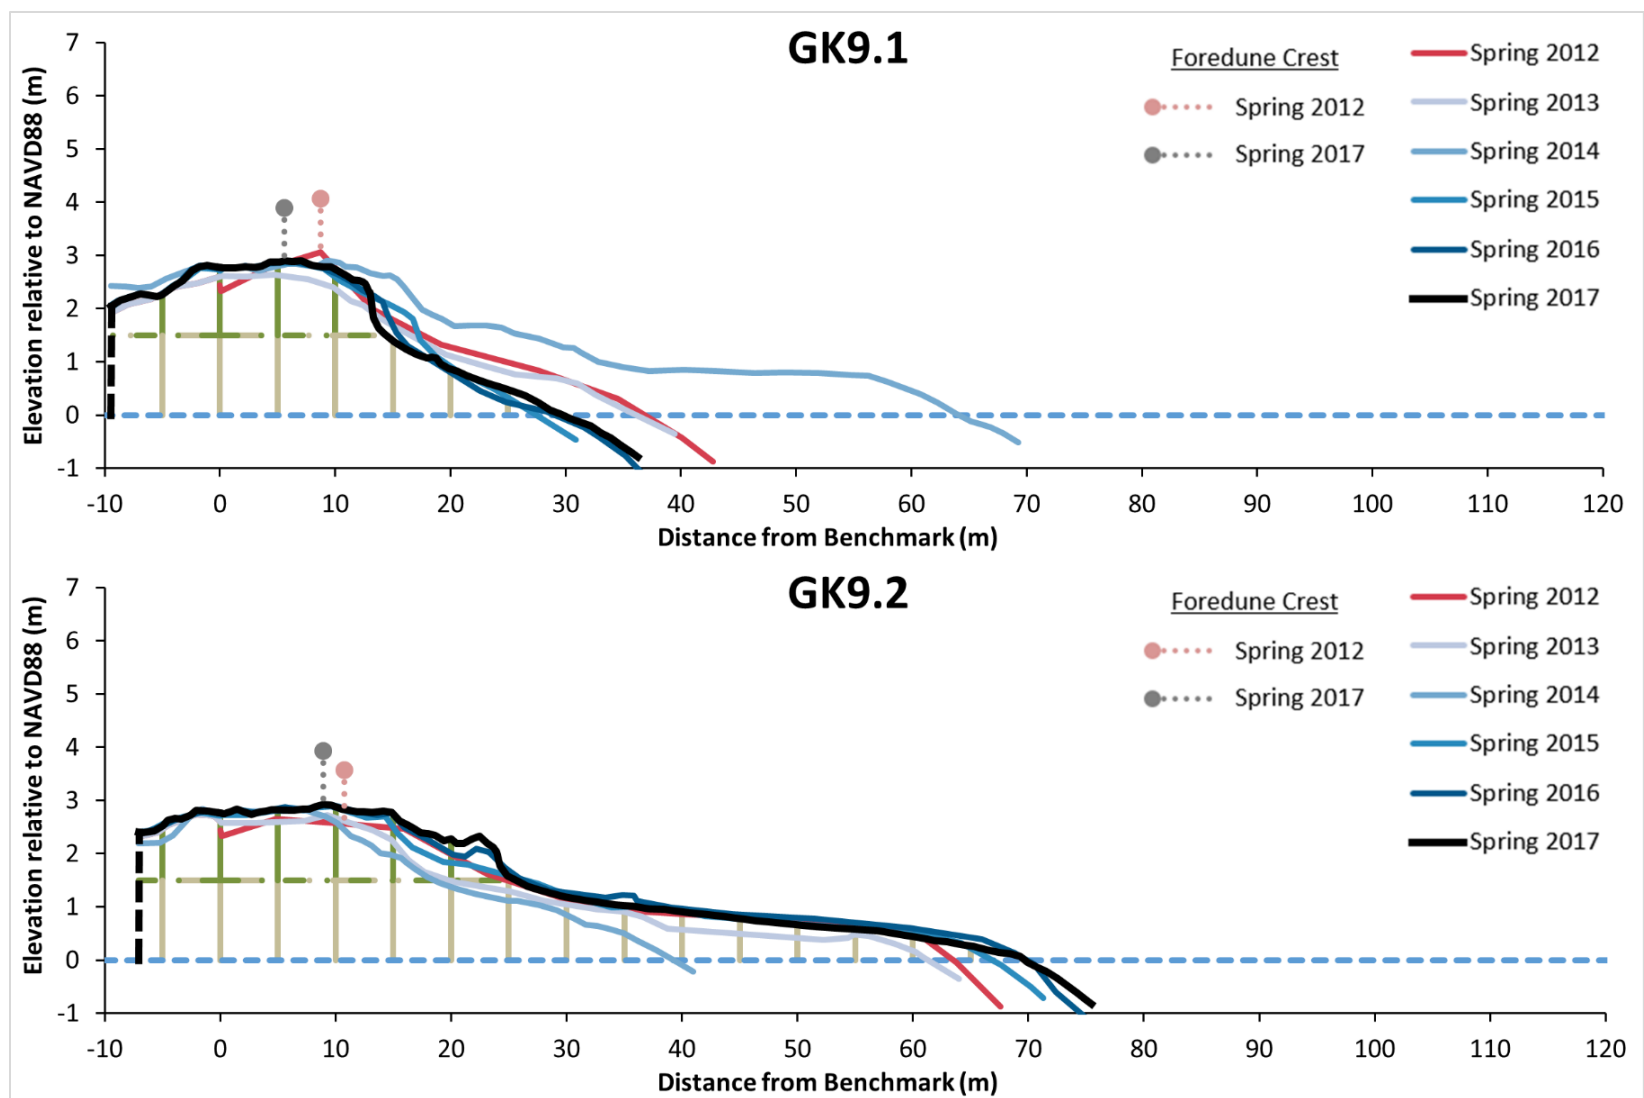 GK9.1
Elevation relative to NAVD88 (m)
7
6
5
4
3
2
1
0
-1
-10 0 10 20 30 40 50 60 70 80 90 100 110 120
Distance from Benchmark (m)
Foredune Crest
Spring 2012
Spring 2017
Spring 2012
Spring 2013
Spring 2014
Spring 2015
Spring 2016
Spring 2017
GK9.2
Elevation relative to NAVD88 (m)
7
6
5
4
3
2
1
0
-1
-10 0 10 20 30 40 50 60 70 80 90 100 110 120
Distance from Benchmark (m)
Foredune Crest
Spring 2012
Spring 2017
Spring 2012
Spring 2013
Spring 2014
Spring 2015
Spring 2016
Spring 2017